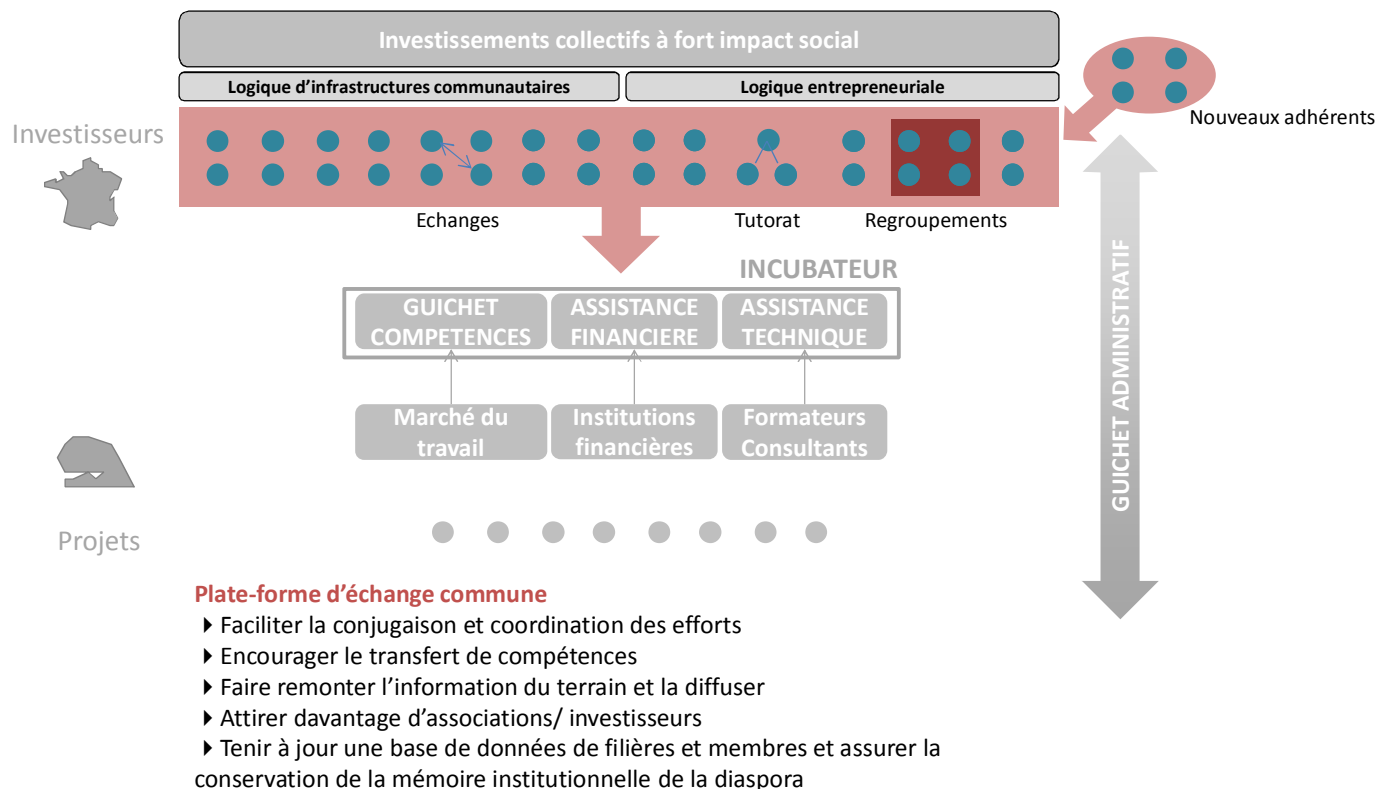 Investissements collectifs à fort impact social
Logique d'infrastructures communautaires
Logique entrepreneuriale
Investisseurs
Nouveaux adhérents
Echanges
Tutorat
Regroupements
INCUBATEUR
GUICHET
COMPETENCES
ASSISTANCE
FINANCIERE
ASSISTANCE
TECHNIQUE
Marché du
travail
Institutions
financières
Formateurs
Consultants
GUICHET ADMINISTRATIF
Projets
Plate-forme d'échange commune
Faciliter la conjugaison et coordination des efforts
Encourager le transfert de compétences
Faire remonter l'information du terrain et la diffuser
Attirer davantage d'associations/ investisseurs
Tenir à jour une base de données de filières et membres et assurer la
conservation de la mémoire institutionnelle de la diaspora